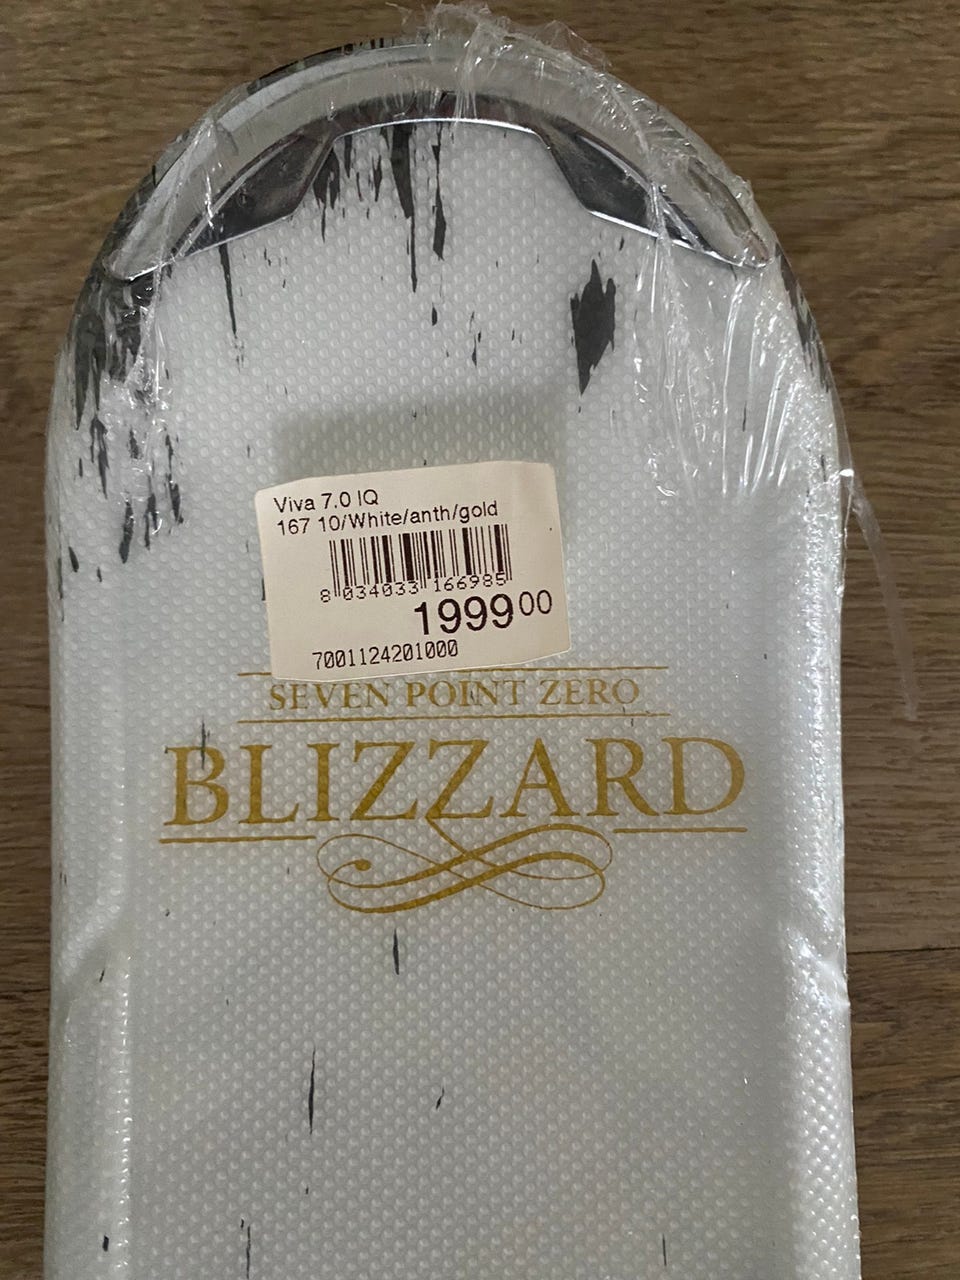 Viva 7.0 IQ
167 10/White/anth/gold
8 034033 166985
1999 00
7001124201000
SEVEN POINT ZERO
BLIZZARD